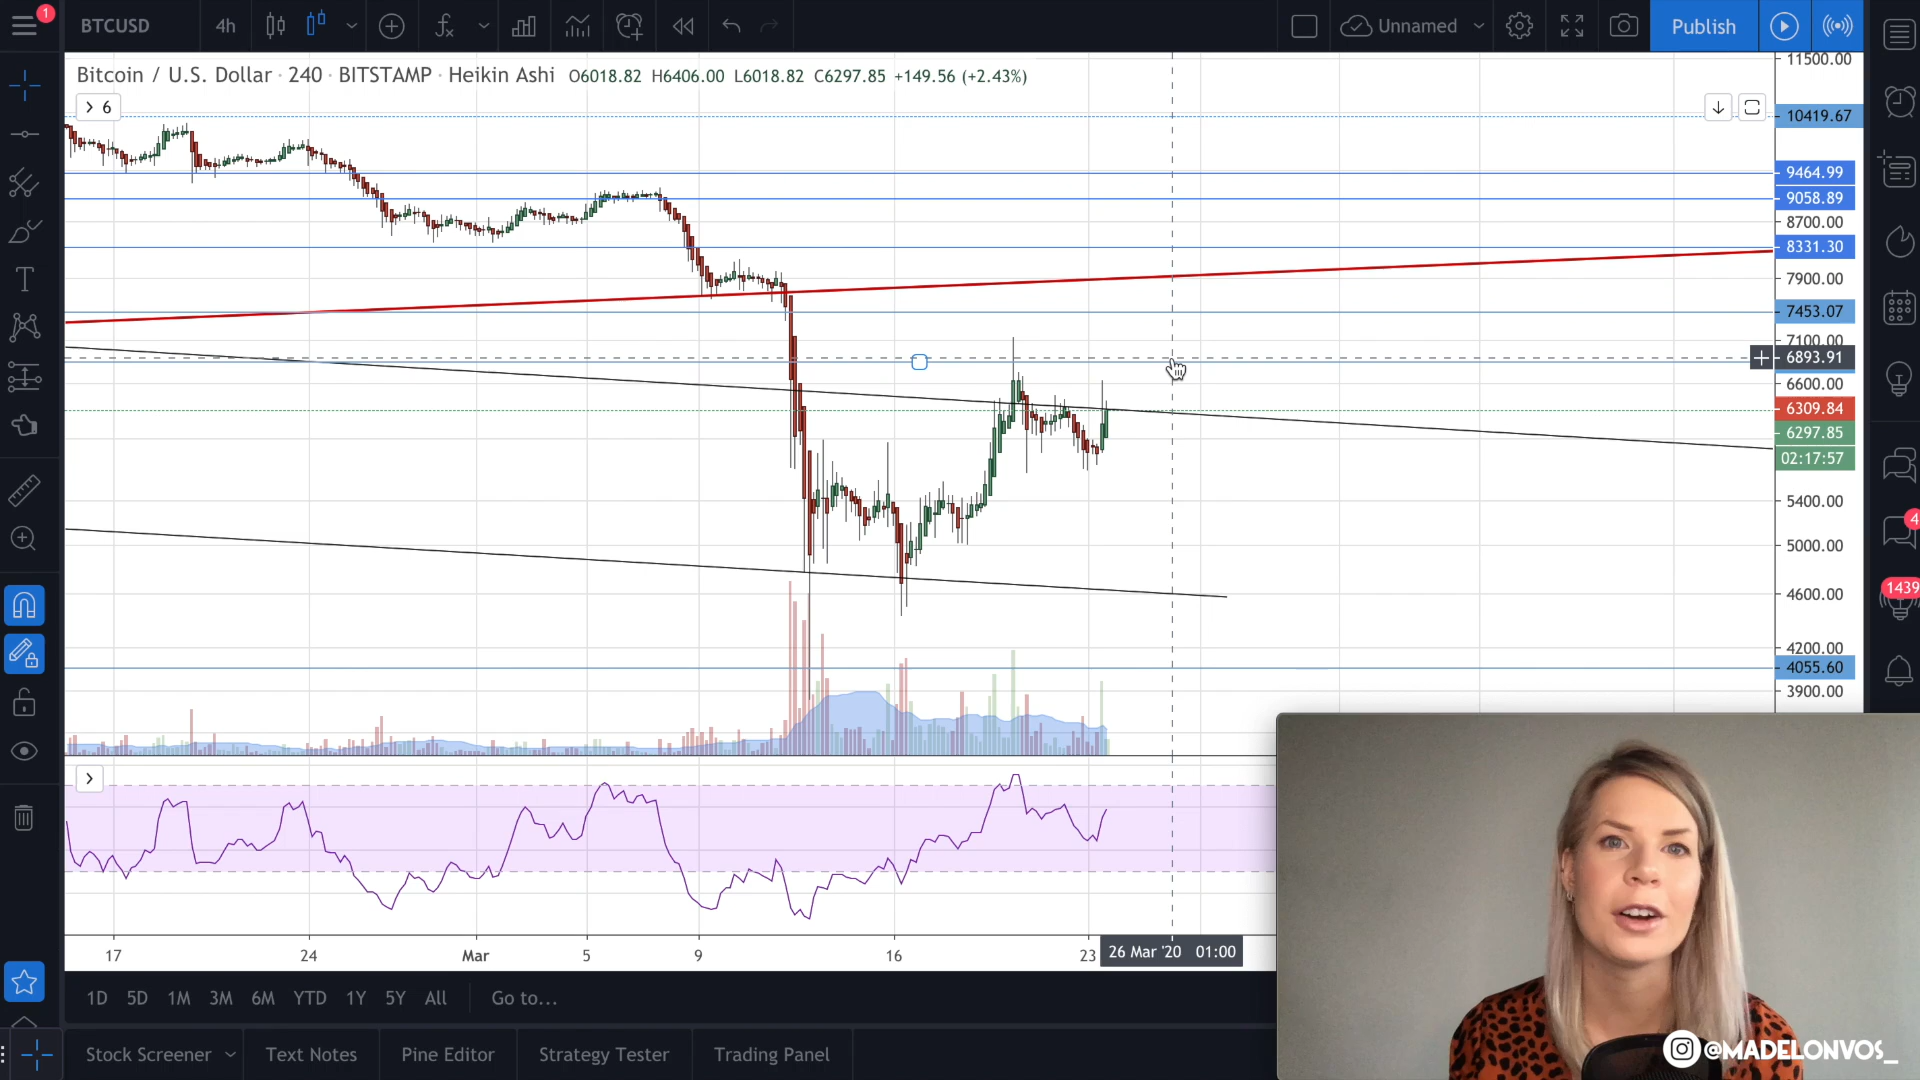 1
BTCUSD
4h
Unnamed
Publish
Bitcoin / U.S. Dollar · 240 · BITSTAMP · Heikin Ashi O6018.82 H6406.00 L6018.82 C6297.85 +149.56 (+2.43%)
6
11500.00
10419.67
9464.99
9058.89
8700.00
8331.30
7900.00
7453.07
7100.00
6893.91
6600.00
6309.84
6297.85
02:17:57
5400.00
5000.00
4600.00
4200.00
4055.60
3900.00
4
1439
17 24 Mar 5 9 16 23 26 Mar '20 01:00
1D 5D 1M 3M 6M YTD 1Y 5Y All Go to...
Stock Screener Text Notes Pine Editor Strategy Tester Trading Panel
@MADELONVOS_